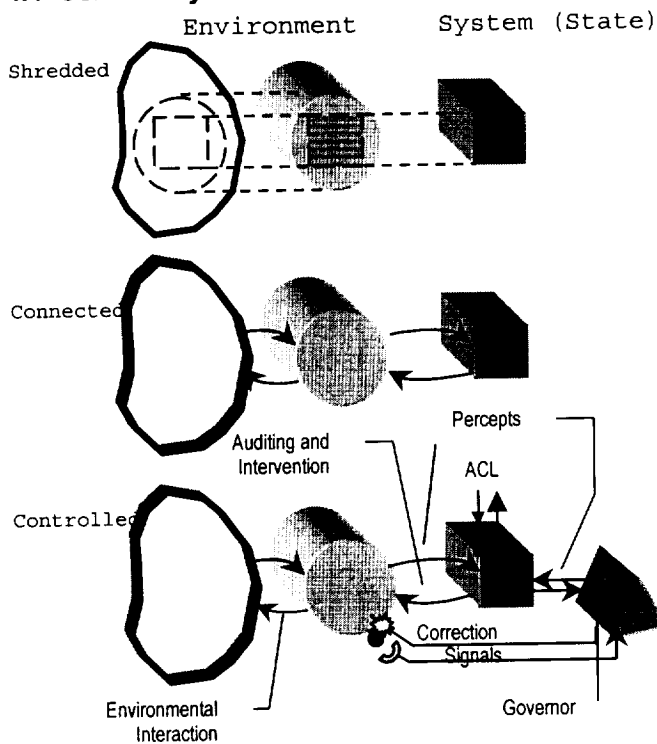 Environment System (State)
Shredded
Connected
Percepts
Auditing and
Intervention
ACL
Controlled
Correction
Signals
Environmental
Interaction
Governor